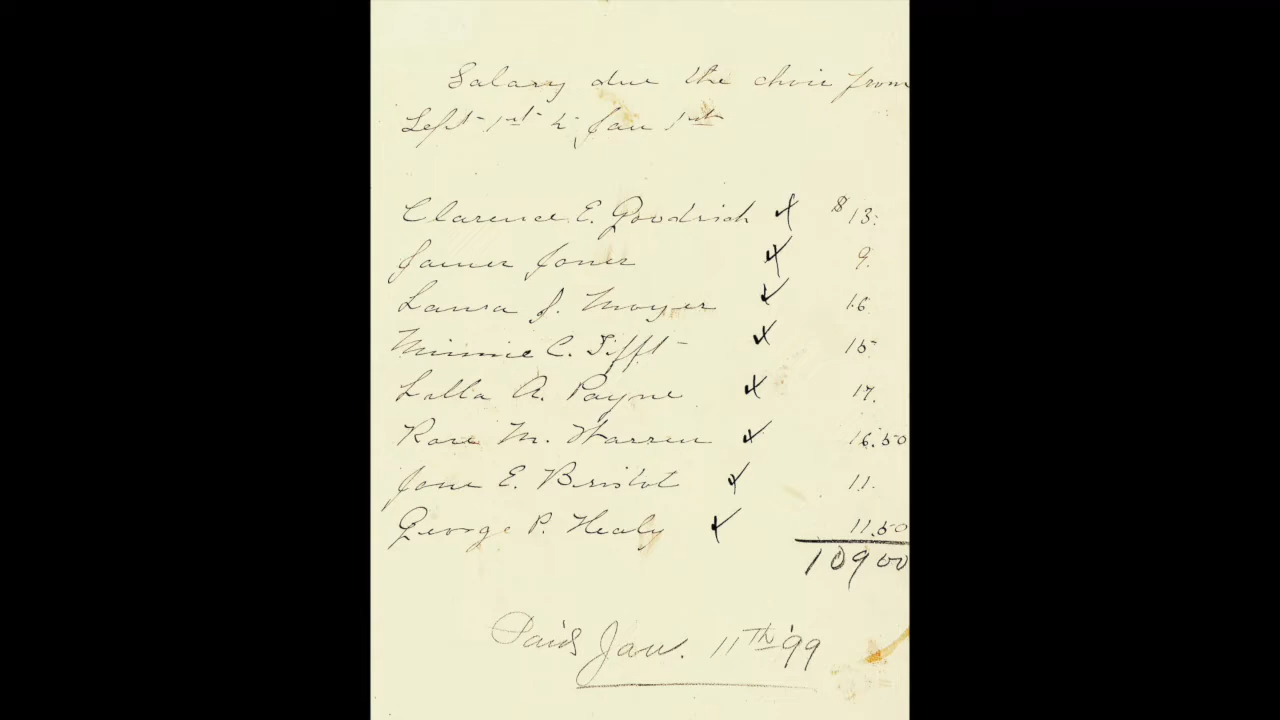 Salary due the choir from
Sept 1st to Jan 1st
Clarence E. Goodrich $13.
James Jones 9.
Laura J. Moyer 16
Minnie C. Tifft 15
Lilla A. Payne 17.
Rose M. Warren 16.50
Jane E. Bristol 11.
George P. Healy 11.50
109 00
Paid Jan. 11th '99